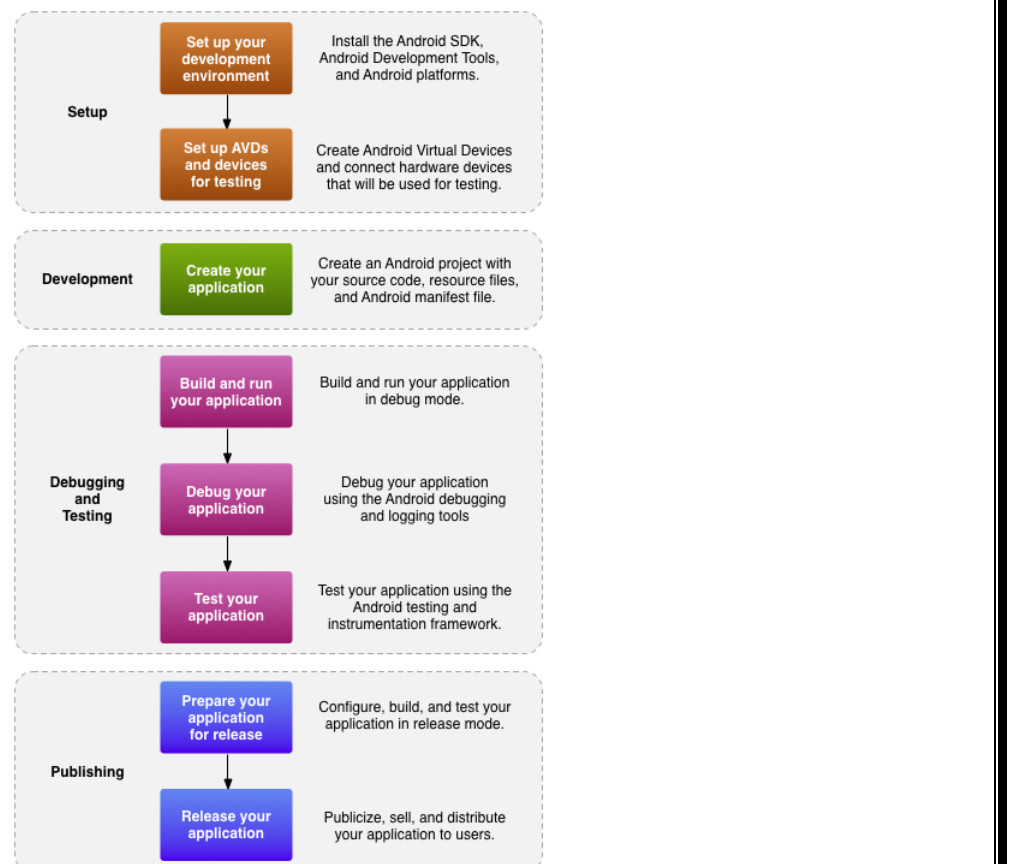 Set up your
development
environment
Install the Android SDK,
Android Development Tools,
and Android platforms.
Setup
Set up AVDs
and devices
for testing
Create Android Virtual Devices
and connect hardware devices
that will be used for testing.
Development
Create your
application
Create an Android project with
your source code, resource files,
and Android manifest file.
Build and run
your application
Build and run your application
in debug mode.
Debugging
and
Testing
Debug your
application
Debug your application
using the Android debugging
and logging tools
Test your
application
Test your application using the
Android testing and
instrumentation framework.
Prepare your
application
for release
Configure, build, and test your
application in release mode.
Publishing
Release your
application
Publicize, sell, and distribute
your application to users.